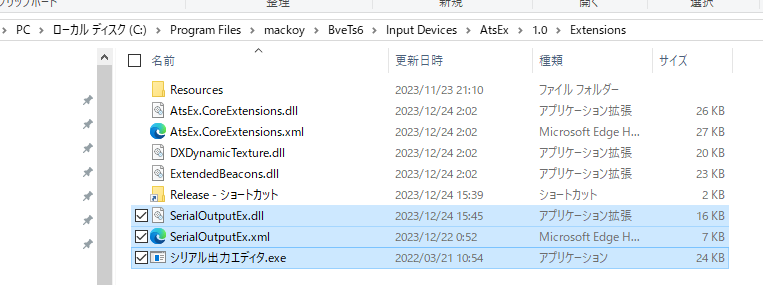 クリップボード 整理 新規 開く 選択
PC > ローカル ディスク (C:) > Program Files > mackoy > BveTs6 > Input Devices > AtsEx > 1.0 > Extensions
名前 更新日時 種類 サイズ
Resources 2023/11/23 21:10 ファイル フォルダー
AtsEx.CoreExtensions.dll 2023/12/24 2:02 アプリケーション拡張 26 KB
AtsEx.CoreExtensions.xml 2023/12/24 2:02 Microsoft Edge H... 27 KB
DXDynamicTexture.dll 2023/12/24 2:02 アプリケーション拡張 20 KB
ExtendedBeacons.dll 2023/12/24 2:02 アプリケーション拡張 23 KB
Release - ショートカット 2023/12/24 15:39 ショートカット 2 KB
SerialOutputEx.dll 2023/12/24 15:45 アプリケーション拡張 16 KB
SerialOutputEx.xml 2023/12/22 0:52 Microsoft Edge H... 7 KB
シリアル出力エディタ.exe 2022/03/21 10:54 アプリケーション 24 KB